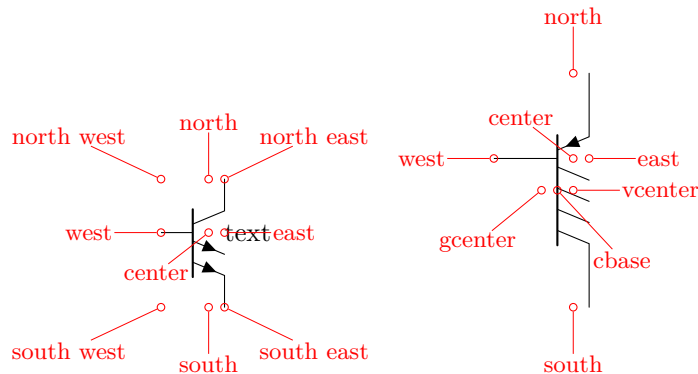 north
center
north
north west
north east
west
east
vcenter
west
text
east
gcenter
cbase
center
south west
south
south east
south